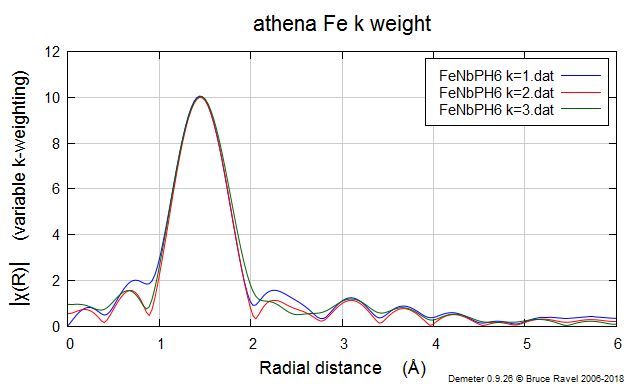 athena Fe k weight
|χ(R)| (variable k-weighting)
12
10
8
6
4
2
0
FeNbPH6 k=1.dat
FeNbPH6 k=2.dat
FeNbPH6 k=3.dat
0 1 2 3 4 5 6
Radial distance (Å)
Demeter 0.9.26 © Bruce Ravel 2006-2018